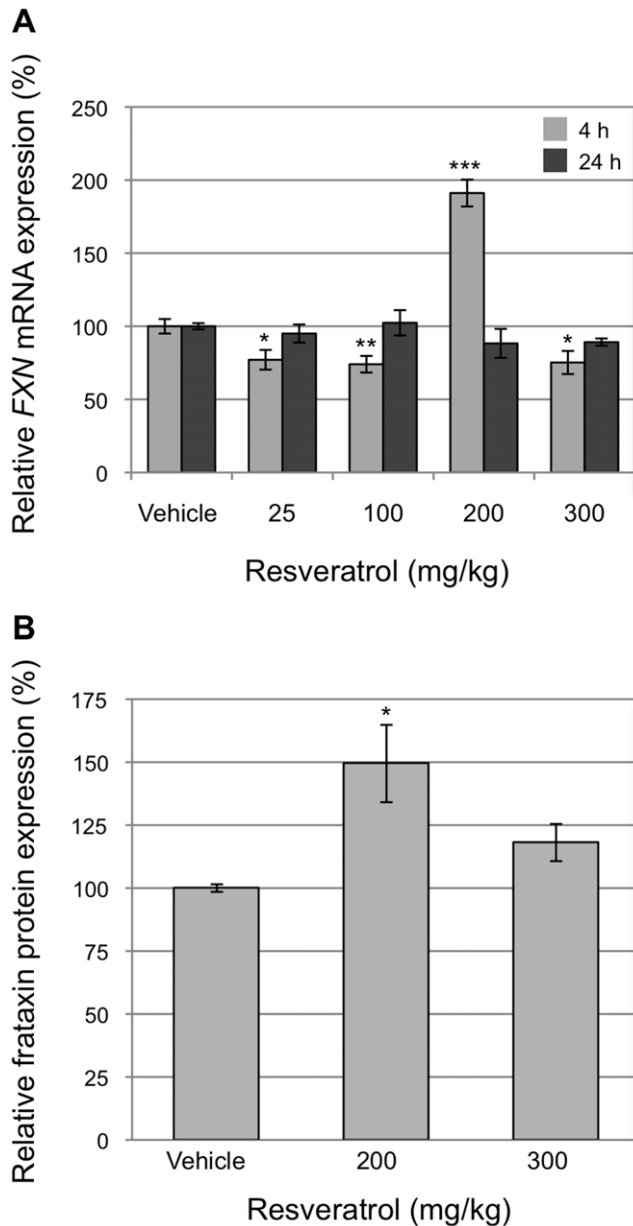 A
Relative FXN mRNA expression (%)
250
200
150
100
50
0
4 h
24 h
*
**
***
*
Vehicle 25 100 200 300
Resveratrol (mg/kg)
B
Relative frataxin protein expression (%)
175
150
125
100
75
50
25
0
*
Vehicle 200 300
Resveratrol (mg/kg)